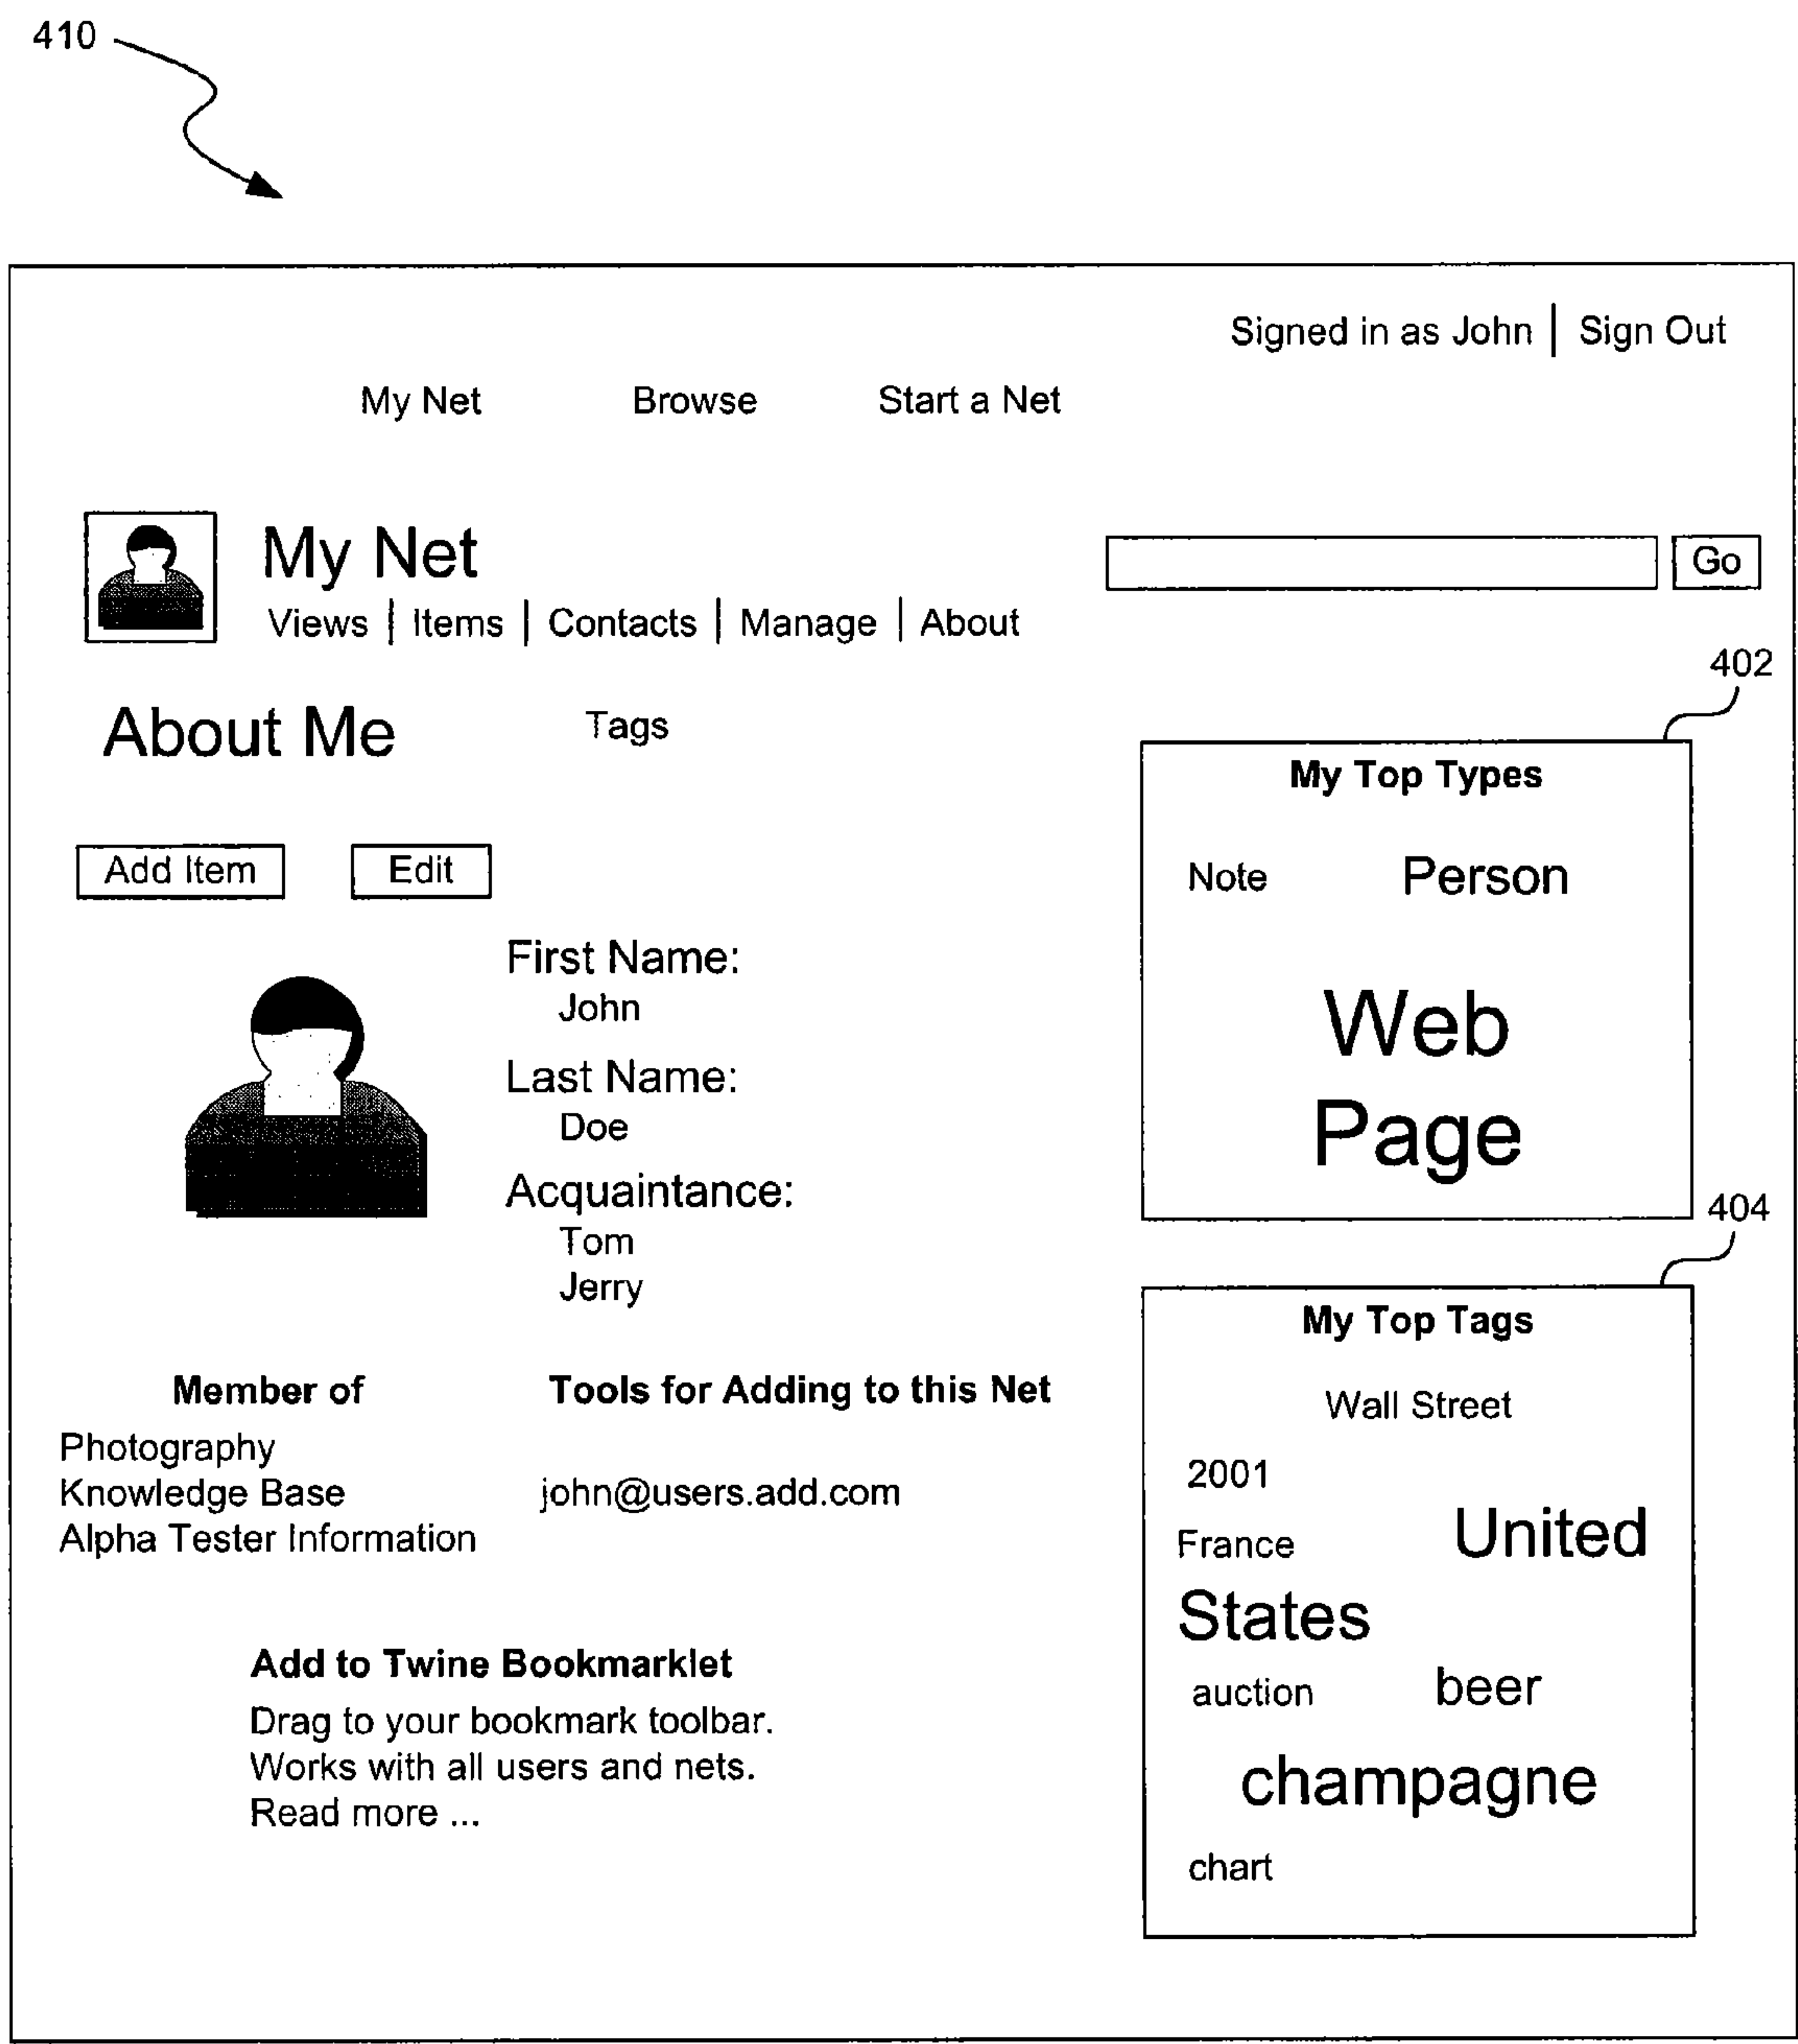 410
Signed in as John | Sign Out
My Net Browse Start a Net
My Net
Go
Views | Items | Contacts | Manage | About
402
About Me Tags
My Top Types
Add Item Edit
Note Person
First Name:
John
Web
Page
Last Name:
Doe
Acquaintance:
Tom
Jerry
404
My Top Tags
Wall Street
2001
France United
States
auction beer
champagne
chart
Member of
Photography
Knowledge Base
Alpha Tester Information
Tools for Adding to this Net
john@users.add.com
Add to Twine Bookmarklet
Drag to your bookmark toolbar.
Works with all users and nets.
Read more ...